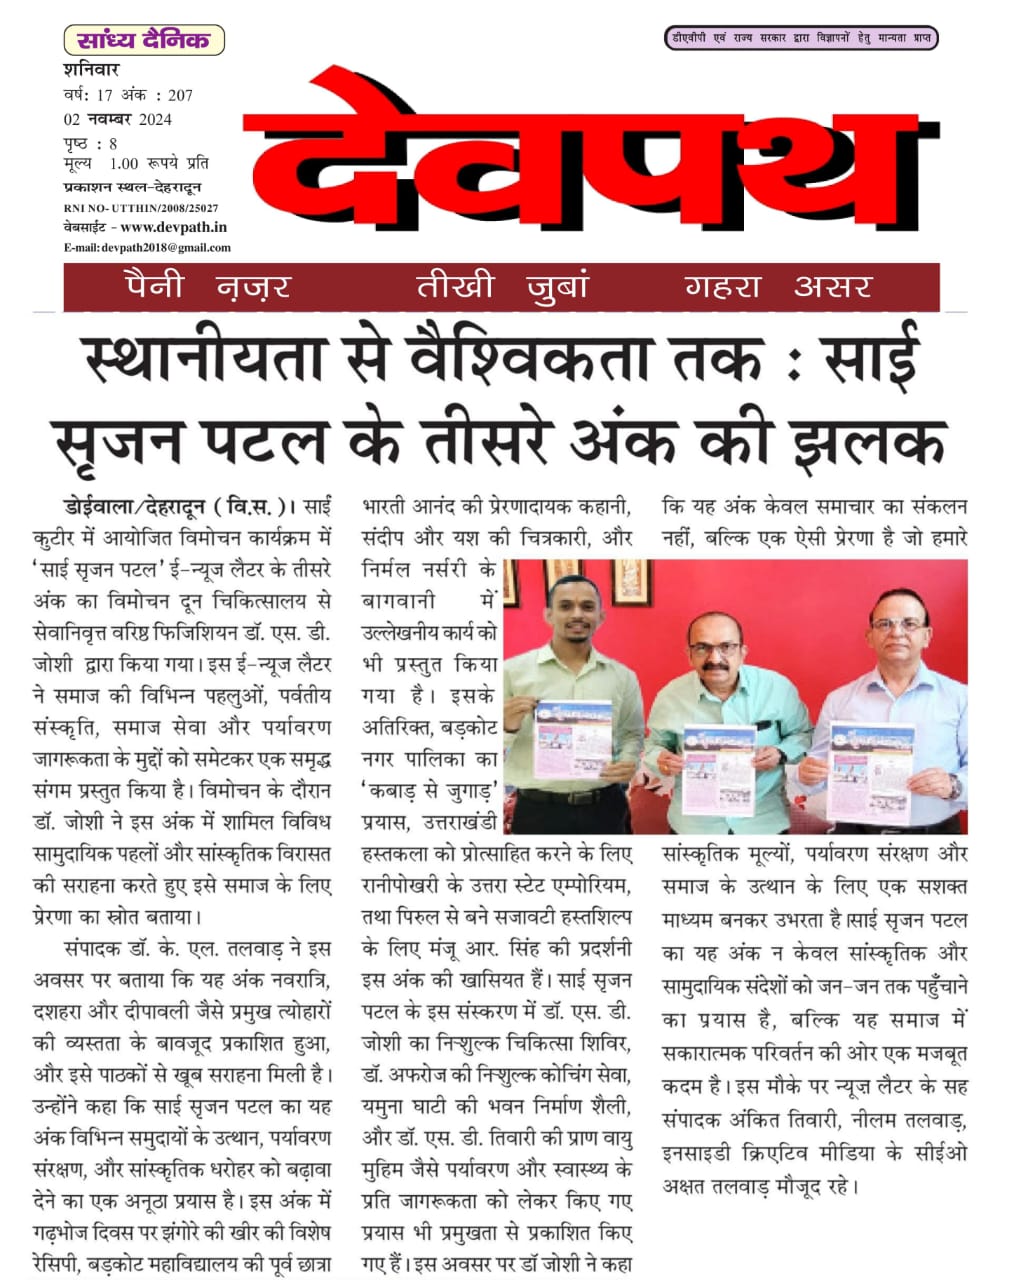 सांध्य दैनिक
डीएवीपी एवं राज्य सरकार द्वारा विज्ञापनों हेतु मान्यता प्राप्त
शनिवार
वर्षः 17 अंक : 207
02 नवम्बर 2024
पृष्ठ : 8
मूल्य 1.00 रूपये प्रति
प्रकाशन स्थल-देहरादून
RNI NO- UTTHIN/2008/25027
वेबसाईट - www.devpath.in
E-mail: devpath2018@gmail.com
देवपथ
पैनी न‌ज़र तीखी जुबां गहरा असर
स्थानीयता से वैश्विकता तक : साई
सृजन पटल के तीसरे अंक की झलक
डोईवाला/देहरादून (वि.स.)। साईं
कुटीर में आयोजित विमोचन कार्यक्रम में
'साई सृजन पटल' ई-न्यूज लैटर के तीसरे
अंक का विमोचन दून चिकित्सालय से
सेवानिवृत्त वरिष्ठ फिजिशियन डॉ. एस. डी.
जोशी द्वारा किया गया। इस ई-न्यूज लैटर
ने समाज की विभिन्न पहलुओं, पर्वतीय
संस्कृति, समाज सेवा और पर्यावरण
जागरूकता के मुद्दों को समेटकर एक समृद्ध
संगम प्रस्तुत किया है। विमोचन के दौरान
डॉ. जोशी ने इस अंक में शामिल विविध
सामुदायिक पहलों और सांस्कृतिक विरासत
की सराहना करते हुए इसे समाज के लिए
प्रेरणा का स्रोत बताया।
संपादक डॉ. के. एल. तलवाड़ ने इस
अवसर पर बताया कि यह अंक नवरात्रि,
दशहरा और दीपावली जैसे प्रमुख त्योहारों
की व्यस्तता के बावजूद प्रकाशित हुआ,
और इसे पाठकों से खूब सराहना मिली है।
उन्होंने कहा कि साई सृजन पटल का यह
अंक विभिन्न समुदायों के उत्थान, पर्यावरण
संरक्षण, और सांस्कृतिक धरोहर को बढ़ावा
देने का एक अनूठा प्रयास है। इस अंक में
गढ़भोज दिवस पर झंगोरे की खीर की विशेष
रेसिपी, बड़कोट महाविद्यालय की पूर्व छात्रा
भारती आनंद की प्रेरणादायक कहानी,
संदीप और यश की चित्रकारी, और
निर्मल नर्सरी के
बागवानी में
उल्लेखनीय कार्य को
भी प्रस्तुत किया
गया है। इसके
अतिरिक्त, बड़कोट
नगर पालिका का
'कबाड़ से जुगाड़'
प्रयास, उत्तराखंडी
हस्तकला को प्रोत्साहित करने के लिए
रानीपोखरी के उत्तरा स्टेट एम्पोरियम,
तथा पिरुल से बने सजावटी हस्तशिल्प
के लिए मंजू आर. सिंह की प्रदर्शनी
इस अंक की खासियत हैं। साई सृजन
पटल के इस संस्करण में डॉ. एस. डी.
जोशी का निःशुल्क चिकित्सा शिविर,
डॉ. अफरोज की निःशुल्क कोचिंग सेवा,
यमुना घाटी की भवन निर्माण शैली,
और डॉ. एस. डी. तिवारी की प्राण वायु
मुहिम जैसे पर्यावरण और स्वास्थ्य के
प्रति जागरूकता को लेकर किए गए
प्रयास भी प्रमुखता से प्रकाशित किए
गए हैं। इस अवसर पर डॉ जोशी ने कहा
कि यह अंक केवल समाचार का संकलन
नहीं, बल्कि एक ऐसी प्रेरणा है जो हमारे
सांस्कृतिक मूल्यों, पर्यावरण संरक्षण और
समाज के उत्थान के लिए एक सशक्त
माध्यम बनकर उभरता है।साई सृजन पटल
का यह अंक न केवल सांस्कृतिक और
सामुदायिक संदेशों को जन-जन तक पहुँचाने
का प्रयास है, बल्कि यह समाज में
सकारात्मक परिवर्तन की ओर एक मजबूत
कदम है। इस मौके पर न्यूज़ लैटर के सह
संपादक अंकित तिवारी, नीलम तलवाड़,
इनसाइडी क्रिएटिव मीडिया के सीईओ
अक्षत तलवाड़ मौजूद रहे।